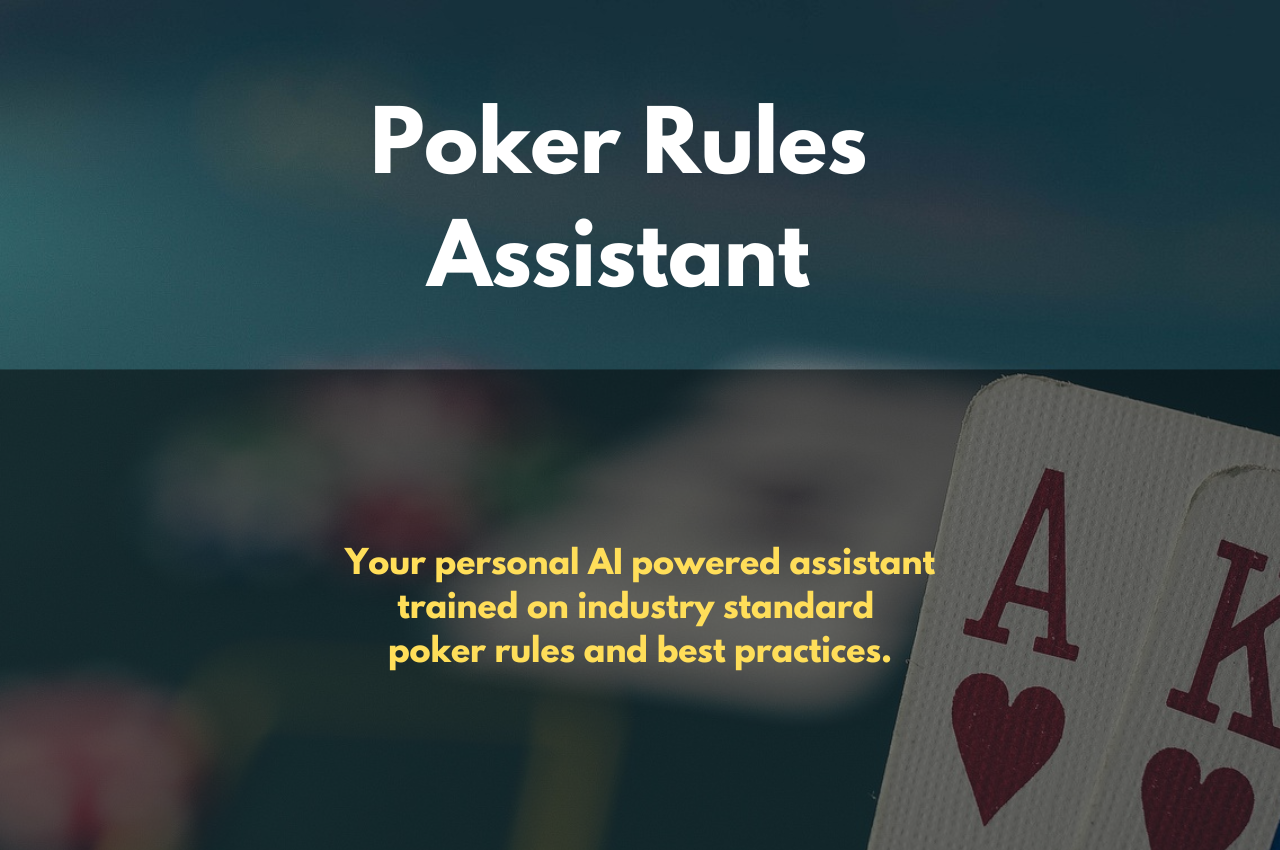 Poker Rules
Assistant
Your personal AI powered assistant
trained on industry standard
poker rules and best practices.
A
K